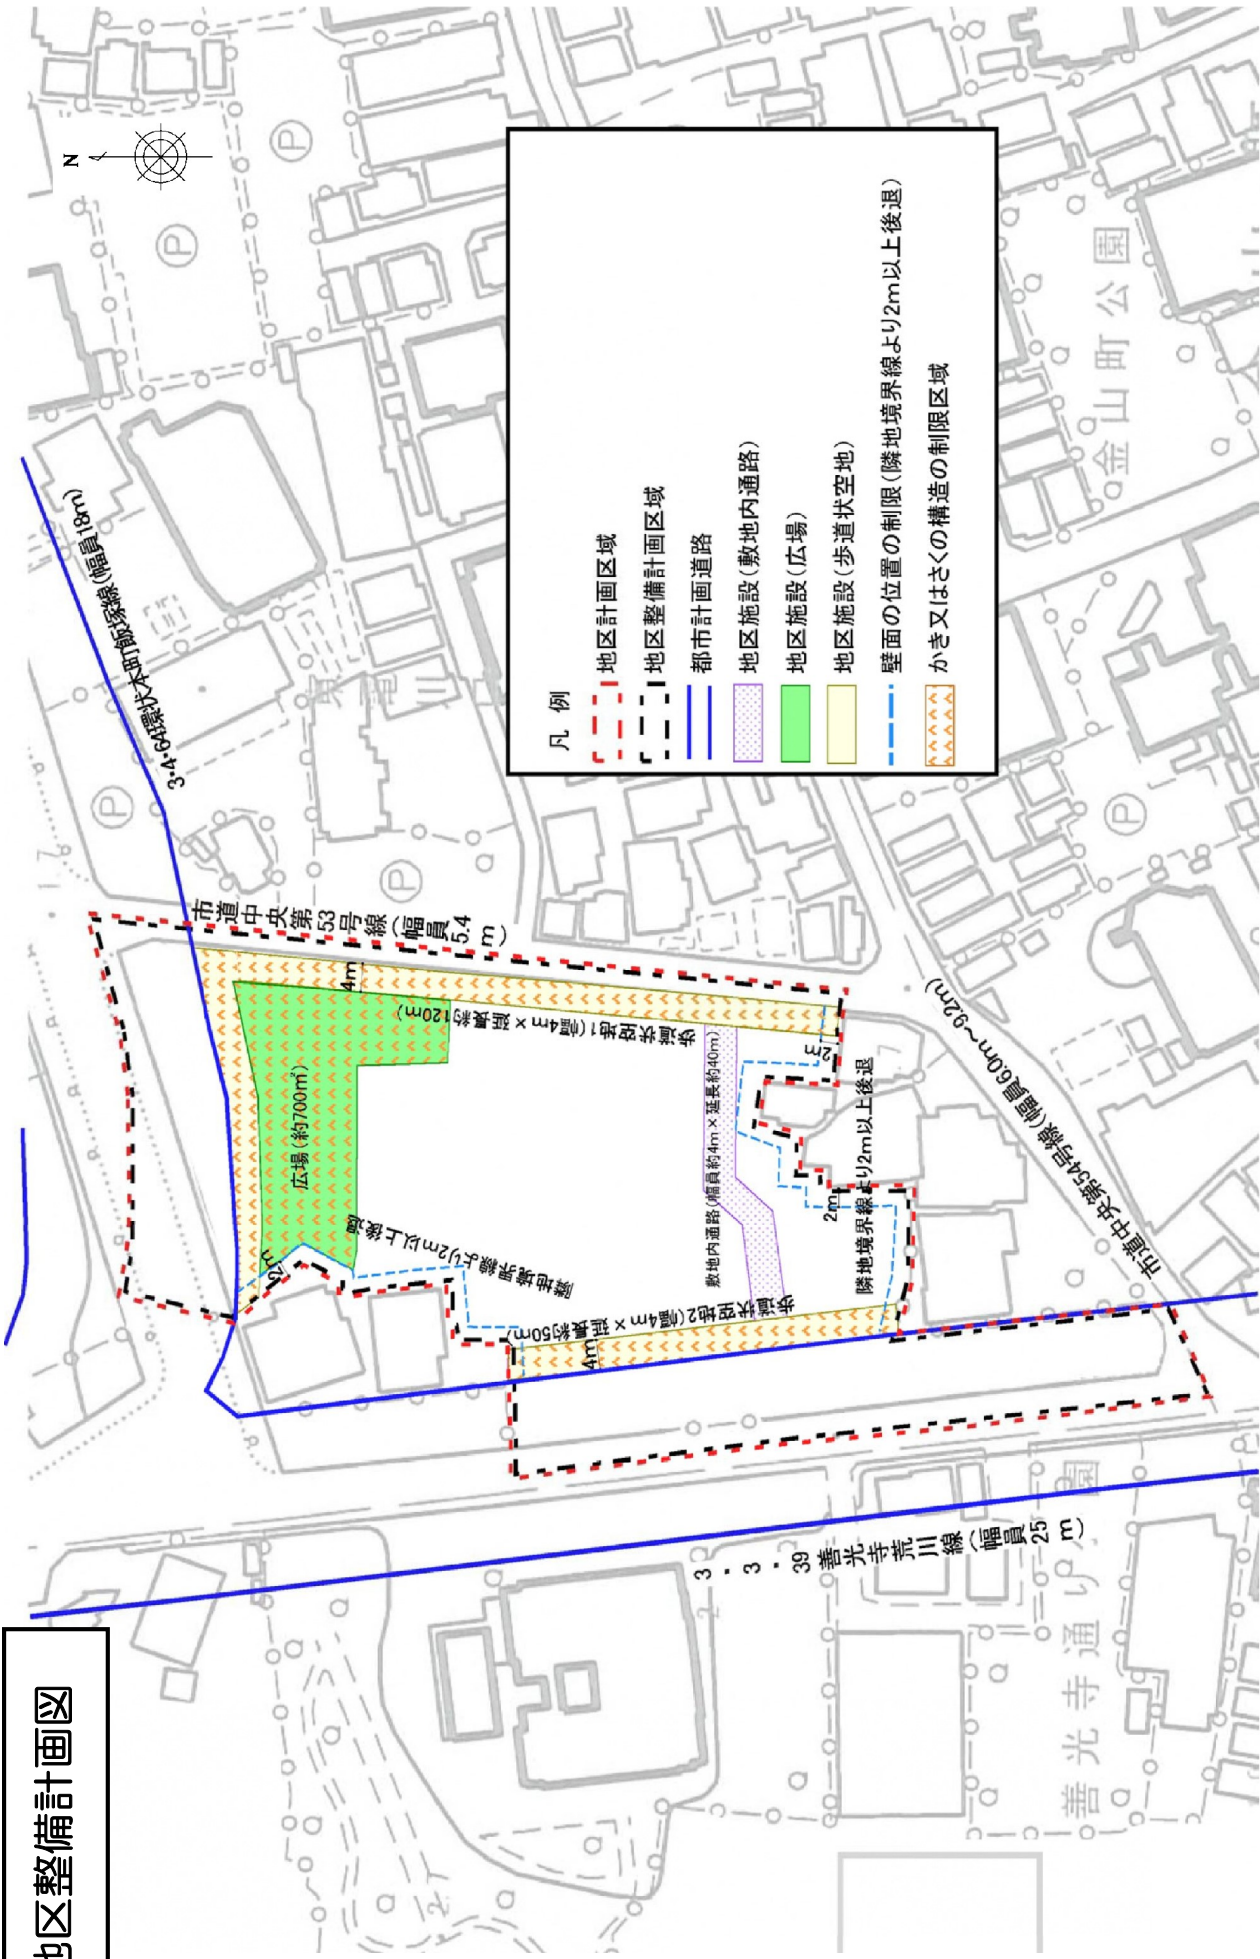 地区整備計画図
N
3・4・64環状本町飯塚線(幅員18m)
市道中央第53号線(幅員5.4m)
4m
歩道状空地1(幅4m×延長約120m)
広場(約700㎡)
2m
隣地境界線より2m以上後退
敷地内通路(幅員約4m×延長約40m)
2m
2m
隣地境界線より2m以上後退
歩道状空地2(幅4m×延長約50m)
4m
市道中央第54号線(幅員6.0m～9.2m)
3・3・39善光寺荒川線(幅員25m)
凡例
地区計画区域
地区整備計画区域
都市計画道路
地区施設(敷地内通路)
地区施設(広場)
地区施設(歩道状空地)
壁面の位置の制限(隣地境界線より2m以上後退)
かき又はさくの構造の制限区域
金山町公園
善光寺通り公園
P
P
P
P
P